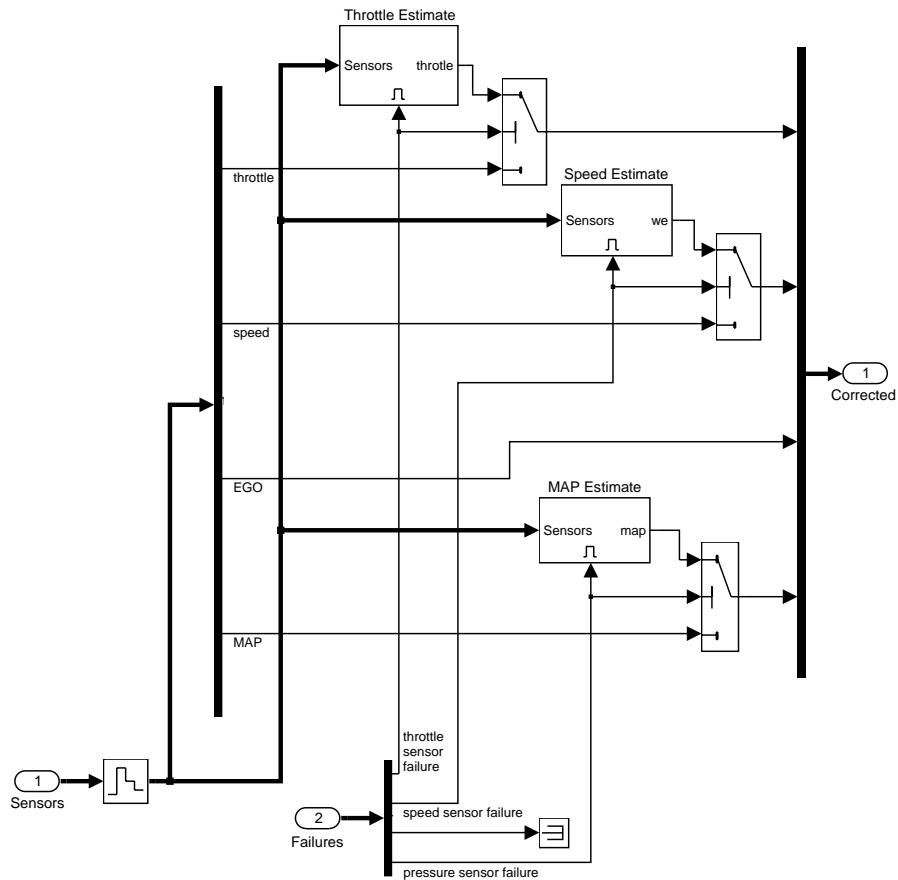 Throttle Estimate
Sensors
throtle
throttle
Speed Estimate
Sensors
we
speed
1
Corrected
EGO
MAP Estimate
Sensors
map
MAP
throttle
sensor
failure
1
Sensors
speed sensor failure
2
Failures
pressure sensor failure